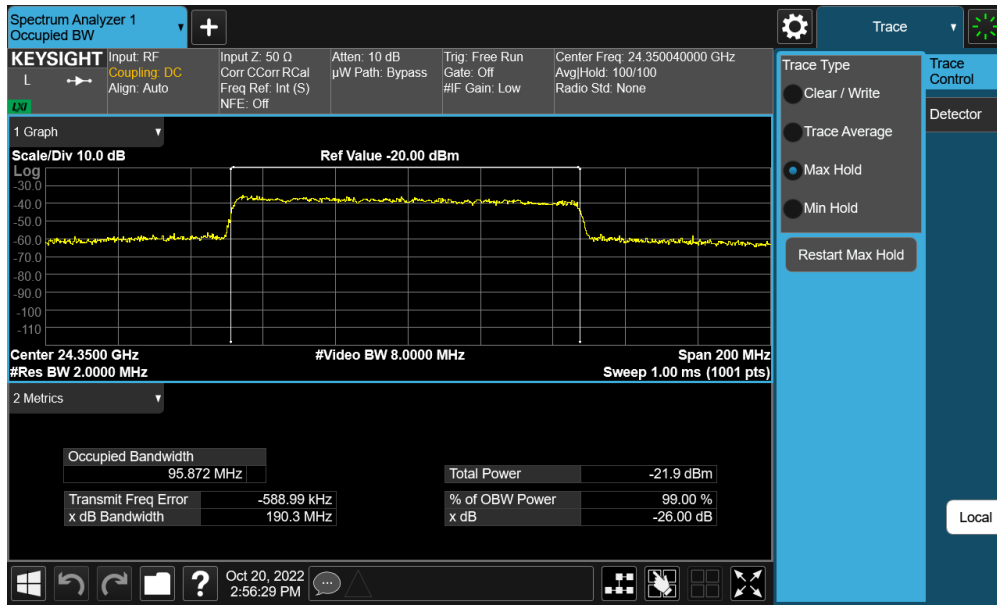 Spectrum Analyzer 1
Occupied BW
+
Trace
KEYSIGHT
L
LXI
Input: RF
Coupling: DC
Align: Auto
Input Z: 50 Ω
Corr CCorr RCal
Freq Ref: Int (S)
NFE: Off
Atten: 10 dB
µW Path: Bypass
Trig: Free Run
Gate: Off
#IF Gain: Low
Center Freq: 24.350040000 GHz
Avg|Hold: 100/100
Radio Std: None
Trace Type
Clear / Write
Trace Average
Max Hold
Min Hold
Restart Max Hold
Trace
Control
Detector
Local
1 Graph
Scale/Div 10.0 dB
Ref Value -20.00 dBm
Log
-30.0
-40.0
-50.0
-60.0
-70.0
-80.0
-90.0
-100
-110
Center 24.3500 GHz
#Video BW 8.0000 MHz
Span 200 MHz
#Res BW 2.0000 MHz
Sweep 1.00 ms (1001 pts)
2 Metrics
Occupied Bandwidth
95.872 MHz
Total Power -21.9 dBm
Transmit Freq Error -588.99 kHz
% of OBW Power 99.00 %
x dB Bandwidth 190.3 MHz
x dB -26.00 dB
?
Oct 20, 2022
2:56:29 PM